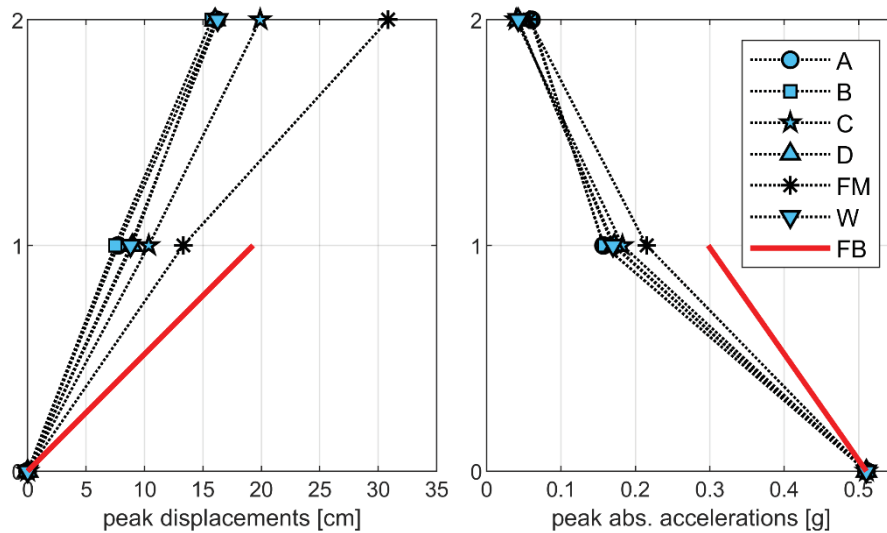 2
1
0
0 5 10 15 20 25 30 35
peak displacements [cm]
2
1
0
0 0.1 0.2 0.3 0.4 0.5
peak abs. accelerations [g]
A
B
C
D
FM
W
FB